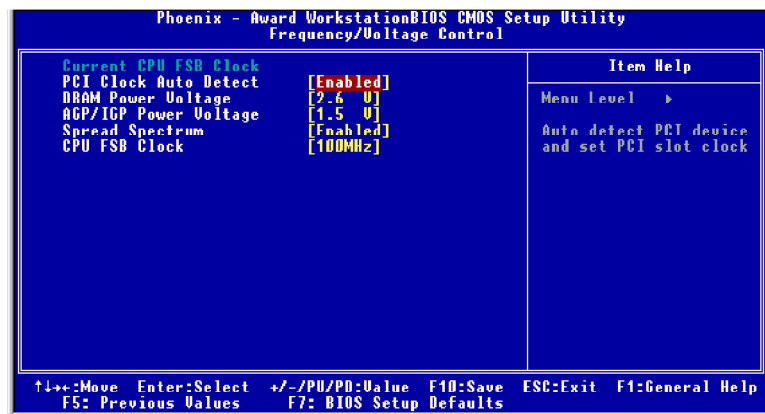 Phoenix - Award WorkstationBIOS CMOS Setup Utility
Frequency/Voltage Control
Current CPU FSB Clock
PCI Clock Auto Detect [Enabled]
DRAM Power Voltage [2.6 V]
AGP/IGP Power Voltage [1.5 V]
Spread Spectrum [Enabled]
CPU FSB Clock [100MHz]
Item Help
Menu Level ▸
Auto detect PCI device
and set PCI slot clock
↑↓→←:Move Enter:Select +/-/PU/PD:Value F10:Save ESC:Exit F1:General Help
F5: Previous Values F7: BIOS Setup Defaults